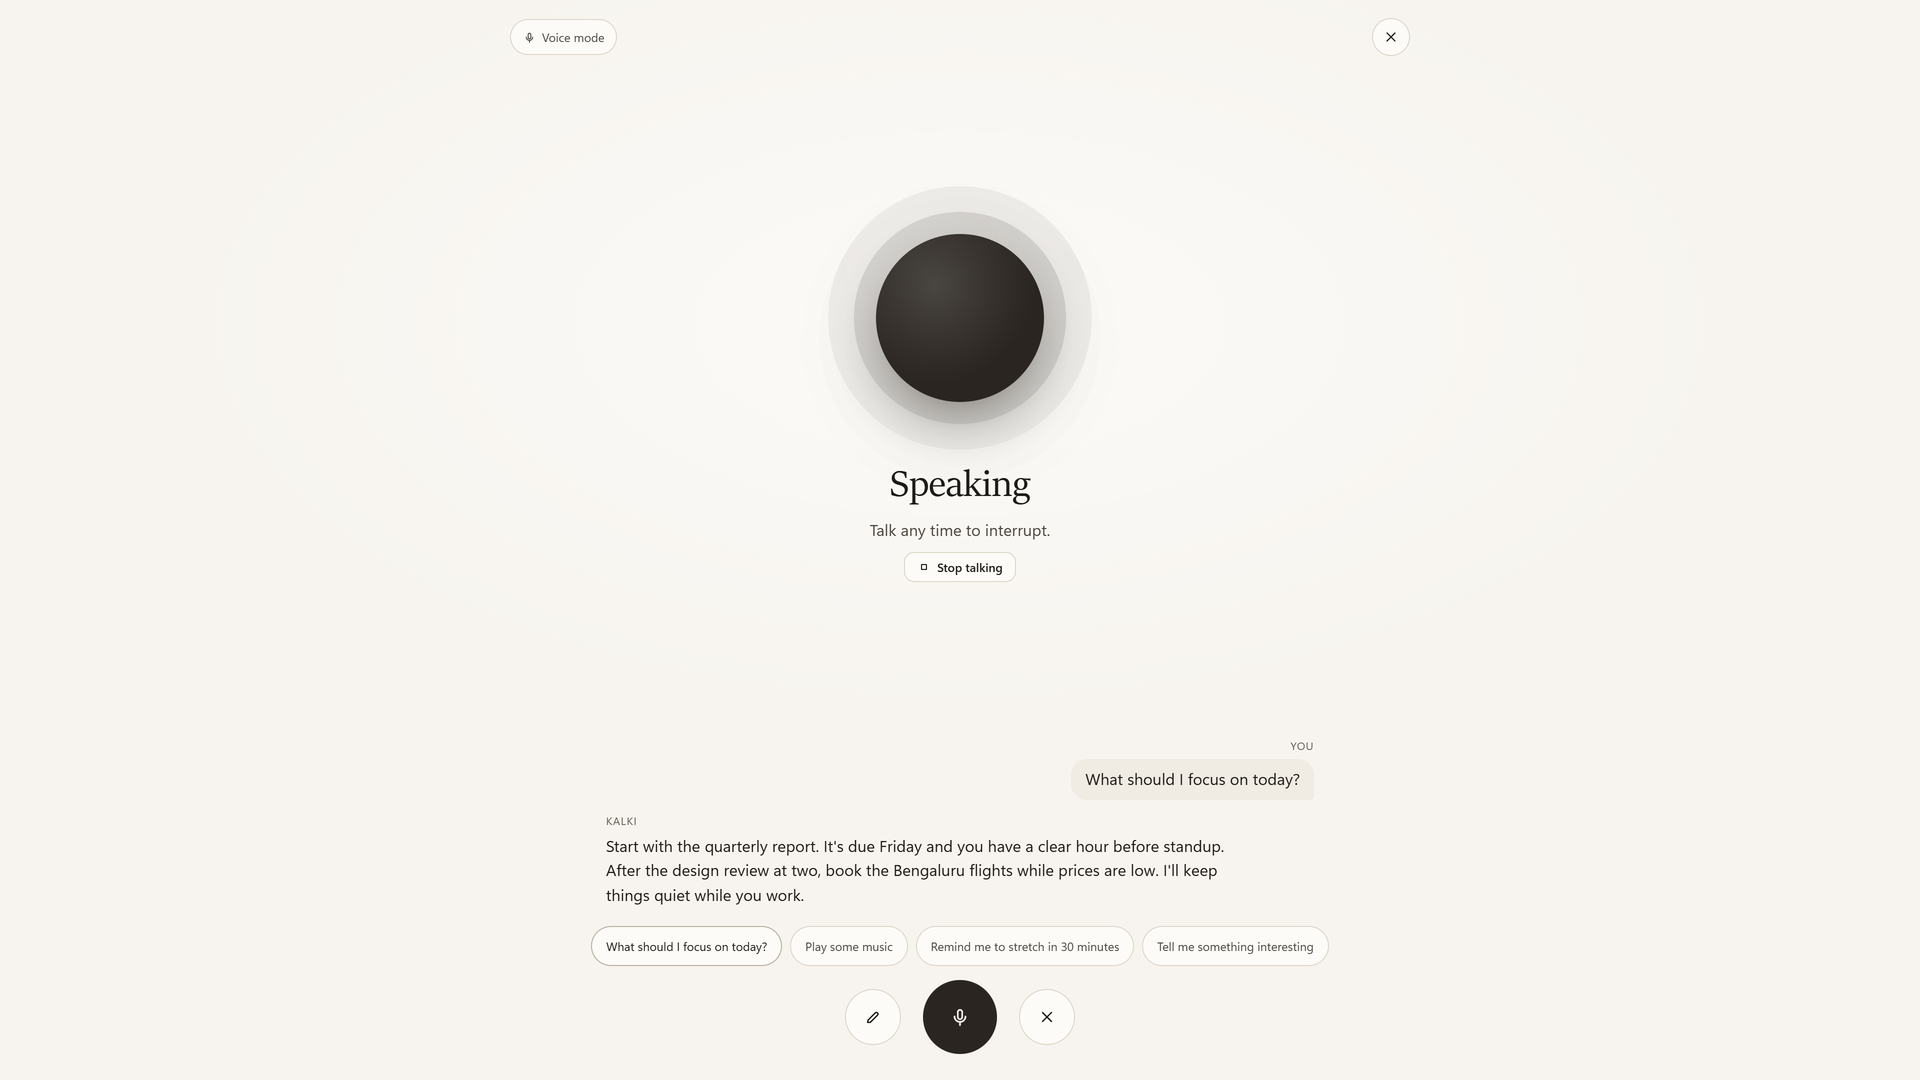 Voice mode
Speaking
Talk any time to interrupt.
Stop talking
YOU
What should I focus on today?
KALKI
Start with the quarterly report. It's due Friday and you have a clear hour before standup.
After the design review at two, book the Bengaluru flights while prices are low. I'll keep
things quiet while you work.
What should I focus on today?
Play some music
Remind me to stretch in 30 minutes
Tell me something interesting